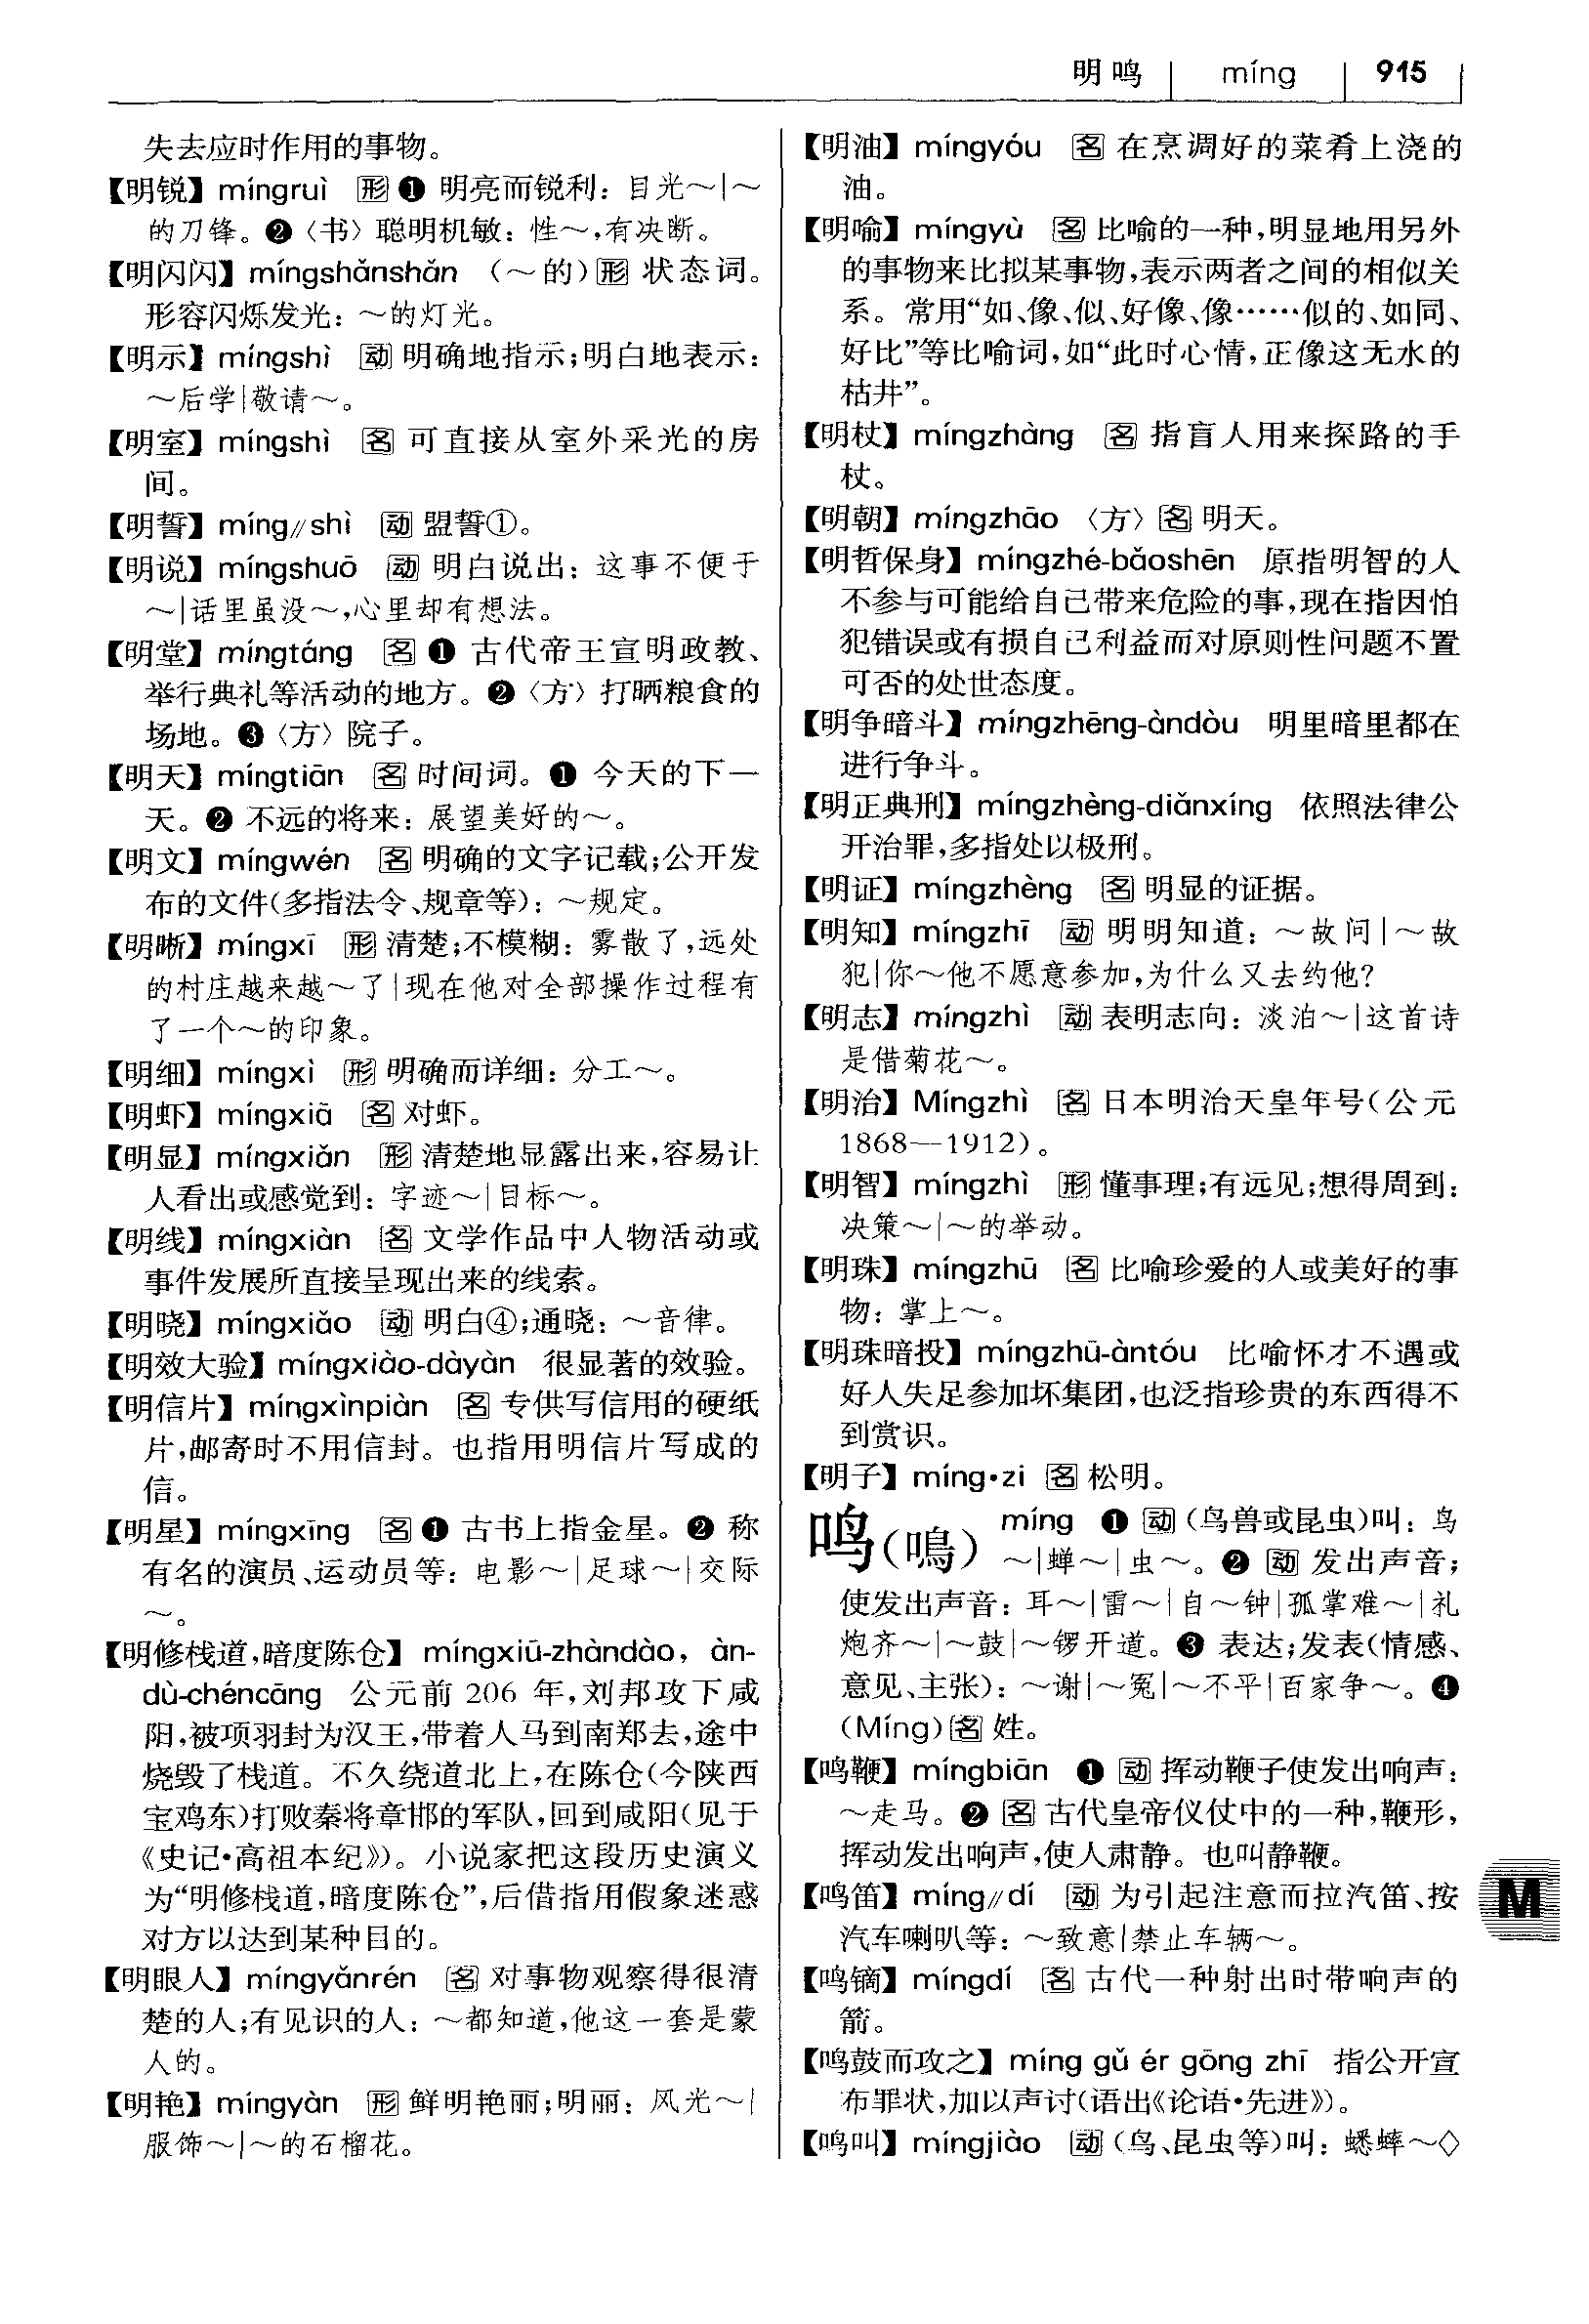 明鸣 míng 915
失去应时作用的事物。
【明锐】 míngruì 形 ❶ 明亮而锐利：目光～|～
的刀锋。❷〈书〉聪明机敏：性～,有决断。
【明闪闪】 míngshǎnshǎn （～的）形 状态词。
形容闪烁发光：～的灯光。
【明示】 míngshì 动 明确地指示；明白地表示：
～后学|敬请～。
【明室】 míngshì 名 可直接从室外采光的房
间。
【明誓】 míng∥shì 动 盟誓①。
【明说】 míngshuō 动 明白说出：这事不便于
～|话里虽没～,心里却有想法。
【明堂】 míngtáng 名 ❶ 古代帝王宣明政教、
举行典礼等活动的地方。❷〈方〉打晒粮食的
场地。❸〈方〉院子。
【明天】 míngtiān 名 时间词。❶ 今天的下一
天。❷ 不远的将来：展望美好的～。
【明文】 míngwén 名 明确的文字记载；公开发
布的文件（多指法令、规章等）：～规定。
【明晰】 míngxī 形 清楚；不模糊：雾散了,远处
的村庄越来越～了|现在他对全部操作过程有
了一个～的印象。
【明细】 míngxì 形 明确而详细：分工～。
【明虾】 míngxiā 名 对虾。
【明显】 míngxiǎn 形 清楚地显露出来,容易让
人看出或感觉到：字迹～|目标～。
【明线】 míngxiàn 名 文学作品中人物活动或
事件发展所直接呈现出来的线索。
【明晓】 míngxiǎo 动 明白④；通晓：～音律。
【明效大验】 míngxiào-dàyàn 很显著的效验。
【明信片】 míngxìnpiàn 名 专供写信用的硬纸
片,邮寄时不用信封。也指用明信片写成的
信。
【明星】 míngxīng 名 ❶ 古书上指金星。❷ 称
有名的演员、运动员等：电影～|足球～|交际
～。
【明修栈道,暗度陈仓】 míngxiū-zhàndào, àn-
dù-chéncāng 公元前 206 年,刘邦攻下咸
阳,被项羽封为汉王,带着人马到南郑去,途中
烧毁了栈道。不久绕道北上,在陈仓（今陕西
宝鸡东）打败秦将章邯的军队,回到咸阳（见于
《史记·高祖本纪》）。小说家把这段历史演义
为“明修栈道,暗度陈仓”,后借指用假象迷惑
对方以达到某种目的。
【明眼人】 míngyǎnrén 名 对事物观察得很清
楚的人；有见识的人：～都知道,他这一套是蒙
人的。
【明艳】 míngyàn 形 鲜明艳丽；明丽：风光～|
服饰～|～的石榴花。
【明油】 míngyóu 名 在烹调好的菜肴上浇的
油。
【明喻】 míngyù 名 比喻的一种,明显地用另外
的事物来比拟某事物,表示两者之间的相似关
系。常用“如、像、似、好像、像……似的、如同、
好比”等比喻词,如“此时心情,正像这无水的
枯井”。
【明杖】 míngzhàng 名 指盲人用来探路的手
杖。
【明朝】 míngzhāo 〈方〉名 明天。
【明哲保身】 míngzhé-bǎoshēn 原指明智的人
不参与可能给自己带来危险的事,现在指因怕
犯错误或有损自己利益而对原则性问题不置
可否的处世态度。
【明争暗斗】 míngzhēng-àndòu 明里暗里都在
进行争斗。
【明正典刑】 míngzhèng-diǎnxíng 依照法律公
开治罪,多指处以极刑。
【明证】 míngzhèng 名 明显的证据。
【明知】 míngzhī 动 明明知道：～故问|～故
犯|你～他不愿意参加,为什么又去约他?
【明志】 míngzhì 动 表明志向：淡泊～|这首诗
是借菊花～。
【明治】 Míngzhì 名 日本明治天皇年号（公元
1868—1912）。
【明智】 míngzhì 形 懂事理；有远见；想得周到：
决策～|～的举动。
【明珠】 míngzhū 名 比喻珍爱的人或美好的事
物：掌上～。
【明珠暗投】 míngzhū-àntóu 比喻怀才不遇或
好人失足参加坏集团,也泛指珍贵的东西得不
到赏识。
【明子】 míng·zi 名 松明。
鸣（鳴） míng ❶ 动（鸟兽或昆虫）叫：鸟
～|蝉～|虫～。❷ 动 发出声音；
使发出声音：耳～|雷～|自～钟|孤掌难～|礼
炮齐～|～鼓|～锣开道。❸ 表达；发表（情感、
意见、主张）：～谢|～冤|～不平|百家争～。❹
（Míng）名 姓。
【鸣鞭】 míngbiān ❶ 动 挥动鞭子使发出响声：
～走马。❷ 名 古代皇帝仪仗中的一种,鞭形,
挥动发出响声,使人肃静。也叫静鞭。
【鸣笛】 míng∥dí 动 为引起注意而拉汽笛、按
汽车喇叭等：～致意|禁止车辆～。
【鸣镝】 míngdí 名 古代一种射出时带响声的
箭。
【鸣鼓而攻之】 míng gǔ ér gōng zhī 指公开宣
布罪状,加以声讨（语出《论语·先进》）。
【鸣叫】 míngjiào 动（鸟、昆虫等）叫：蟋蟀～◇
M